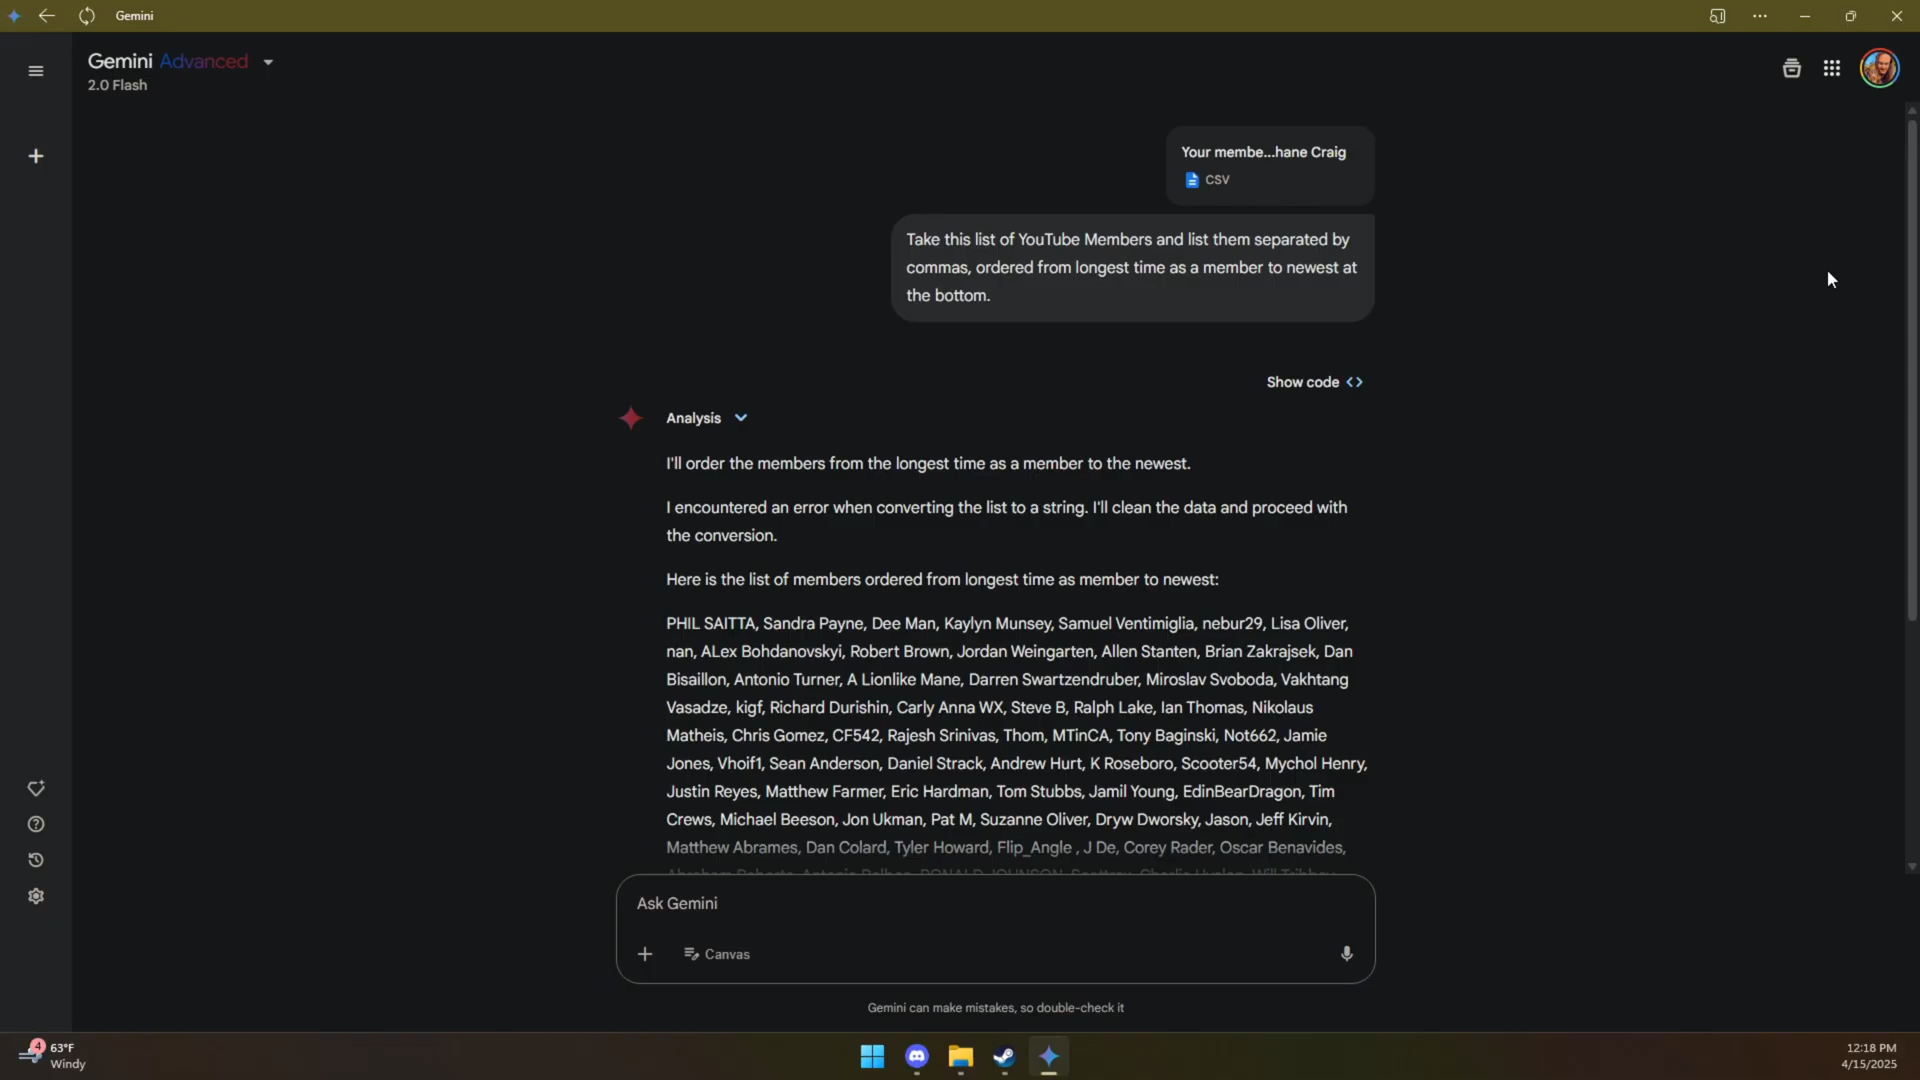 Gemini
Gemini Advanced
2.0 Flash
Your membe...hane Craig
CSV
Take this list of YouTube Members and list them separated by
commas, ordered from longest time as a member to newest at
the bottom.
Show code <>
Analysis
I'll order the members from the longest time as a member to the newest.
I encountered an error when converting the list to a string. I'll clean the data and proceed with
the conversion.
Here is the list of members ordered from longest time as member to newest:
PHIL SAITTA, Sandra Payne, Dee Man, Kaylyn Munsey, Samuel Ventimiglia, nebur29, Lisa Oliver,
nan, ALex Bohdanovskyi, Robert Brown, Jordan Weingarten, Allen Stanten, Brian Zakrajsek, Dan
Bisaillon, Antonio Turner, A Lionlike Mane, Darren Swartzendruber, Miroslav Svoboda, Vakhtang
Vasadze, kigf, Richard Durishin, Carly Anna WX, Steve B, Ralph Lake, Ian Thomas, Nikolaus
Matheis, Chris Gomez, CF542, Rajesh Srinivas, Thom, MTinCA, Tony Baginski, Not662, Jamie
Jones, Vhoif1, Sean Anderson, Daniel Strack, Andrew Hurt, K Roseboro, Scooter54, Mychol Henry,
Justin Reyes, Matthew Farmer, Eric Hardman, Tom Stubbs, Jamil Young, EdinBearDragon, Tim
Crews, Michael Beeson, Jon Ukman, Pat M, Suzanne Oliver, Dryw Dworsky, Jason, Jeff Kirvin,
Matthew Abrames, Dan Colard, Tyler Howard, Flip_Angle , J De, Corey Rader, Oscar Benavides,
Ask Gemini
Canvas
Gemini can make mistakes, so double-check it
4
63°F
Windy
12:18 PM
4/15/2025